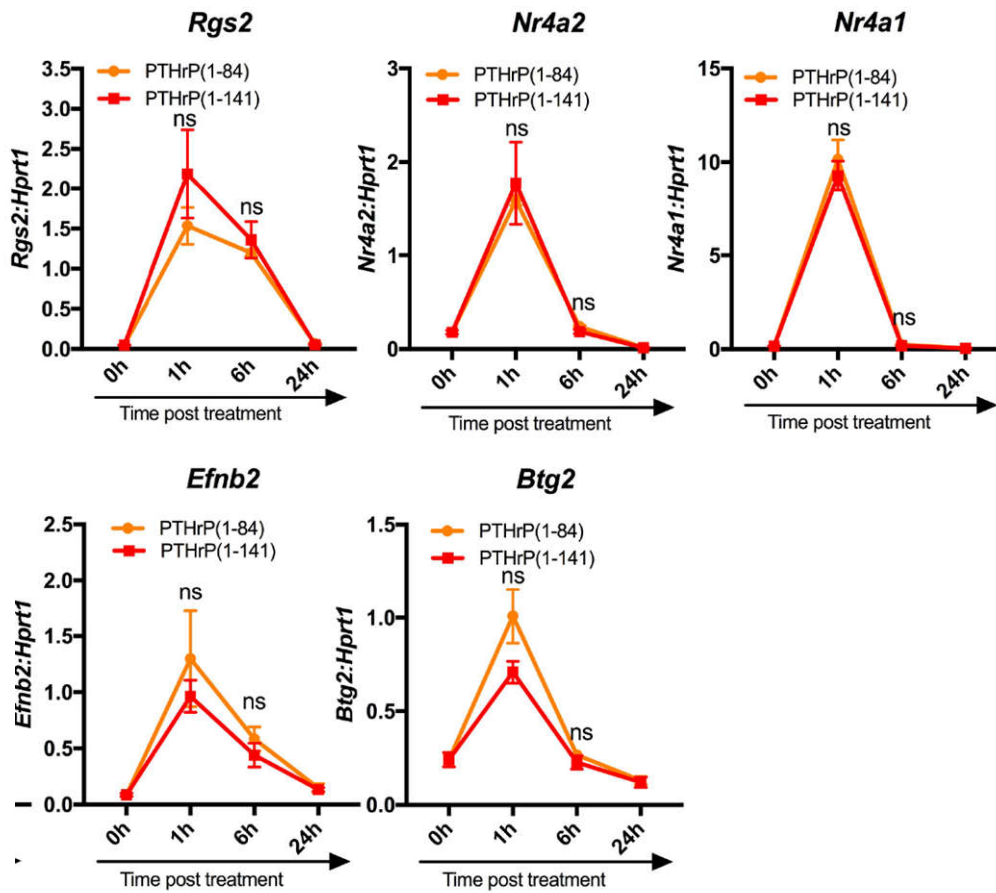 Rgs2
Nr4a2
Nr4a1
3.5
3.0
2.5
2.0
1.5
1.0
0.5
0.0
Rgs2:Hprt1
PTHrP(1-84)
PTHrP(1-141)
ns
ns
0h
1h
6h
24h
Time post treatment
3
2
1
0
Nr4a2:Hprt1
PTHrP(1-84)
PTHrP(1-141)
ns
ns
0h
1h
6h
24h
Time post treatment
15
10
5
0
Nr4a1:Hprt1
PTHrP(1-84)
PTHrP(1-141)
ns
ns
0h
1h
6h
24h
Time post treatment
Efnb2
Btg2
2.5
2.0
1.5
1.0
0.5
0.0
Efnb2:Hprt1
PTHrP(1-84)
PTHrP(1-141)
ns
ns
0h
1h
6h
24h
Time post treatment
1.5
1.0
0.5
0.0
Btg2:Hprt1
PTHrP(1-84)
PTHrP(1-141)
ns
ns
0h
1h
6h
24h
Time post treatment